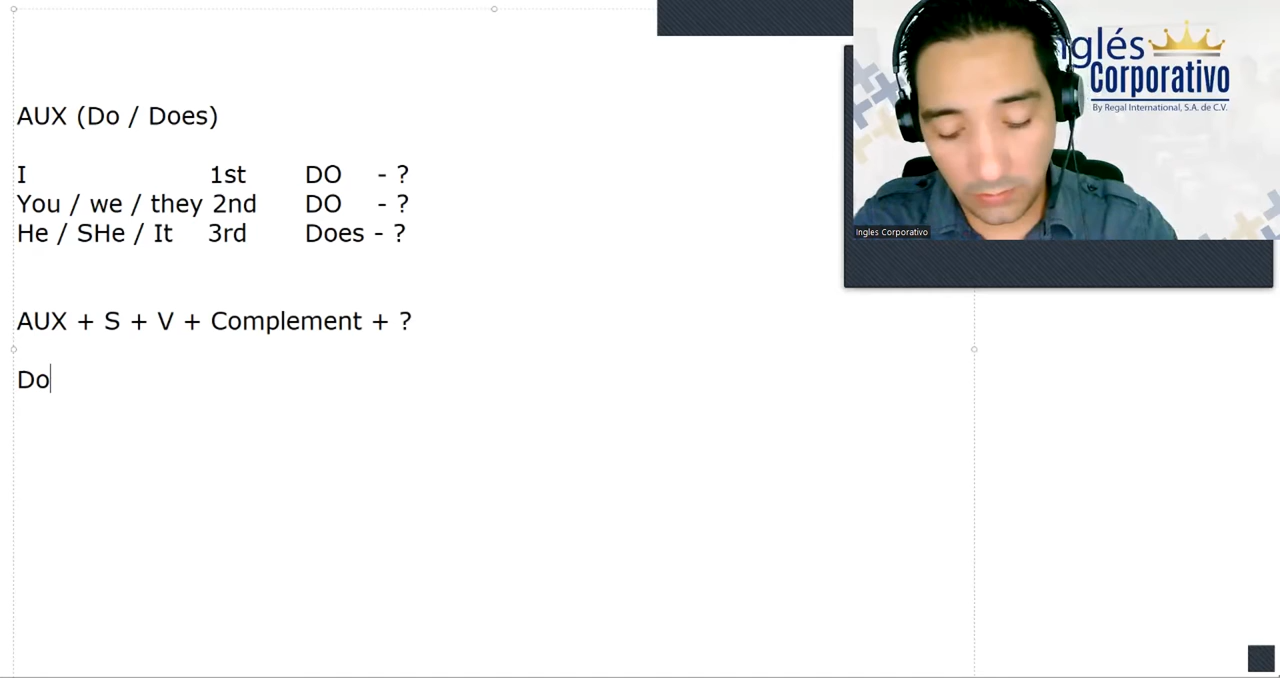 AUX (Do / Does)
I 1st DO - ?
You / we / they 2nd DO - ?
He / SHe / It 3rd Does - ?
AUX + S + V + Complement + ?
Do
nglés
Corporativo
By Regal International, S.A. de C.V.
Ingles Corporativo